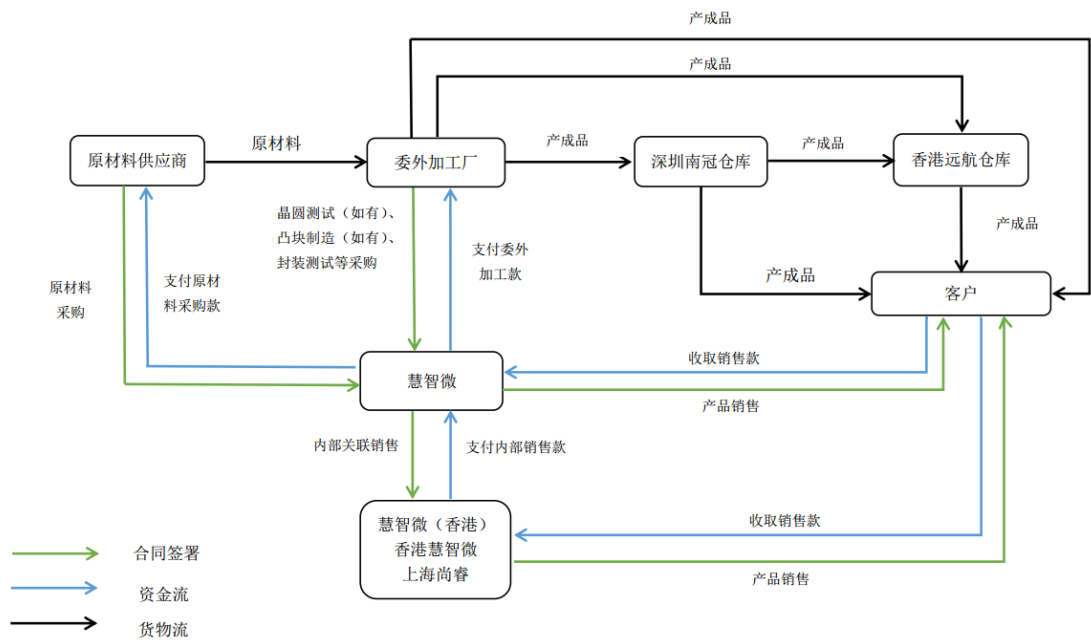 产成品
产成品
原材料供应商
原材料
委外加工厂
产成品
深圳南冠仓库
产成品
香港远航仓库
晶圆测试（如有）、
凸块制造（如有）、
封装测试等采购
支付委外
加工款
产成品
原材料
采购
支付原材
料采购款
产成品
客户
慧智微
收取销售款
产品销售
内部关联销售
支付内部销售款
慧智微（香港）
香港慧智微
上海尚睿
收取销售款
产品销售
合同签署
资金流
货物流